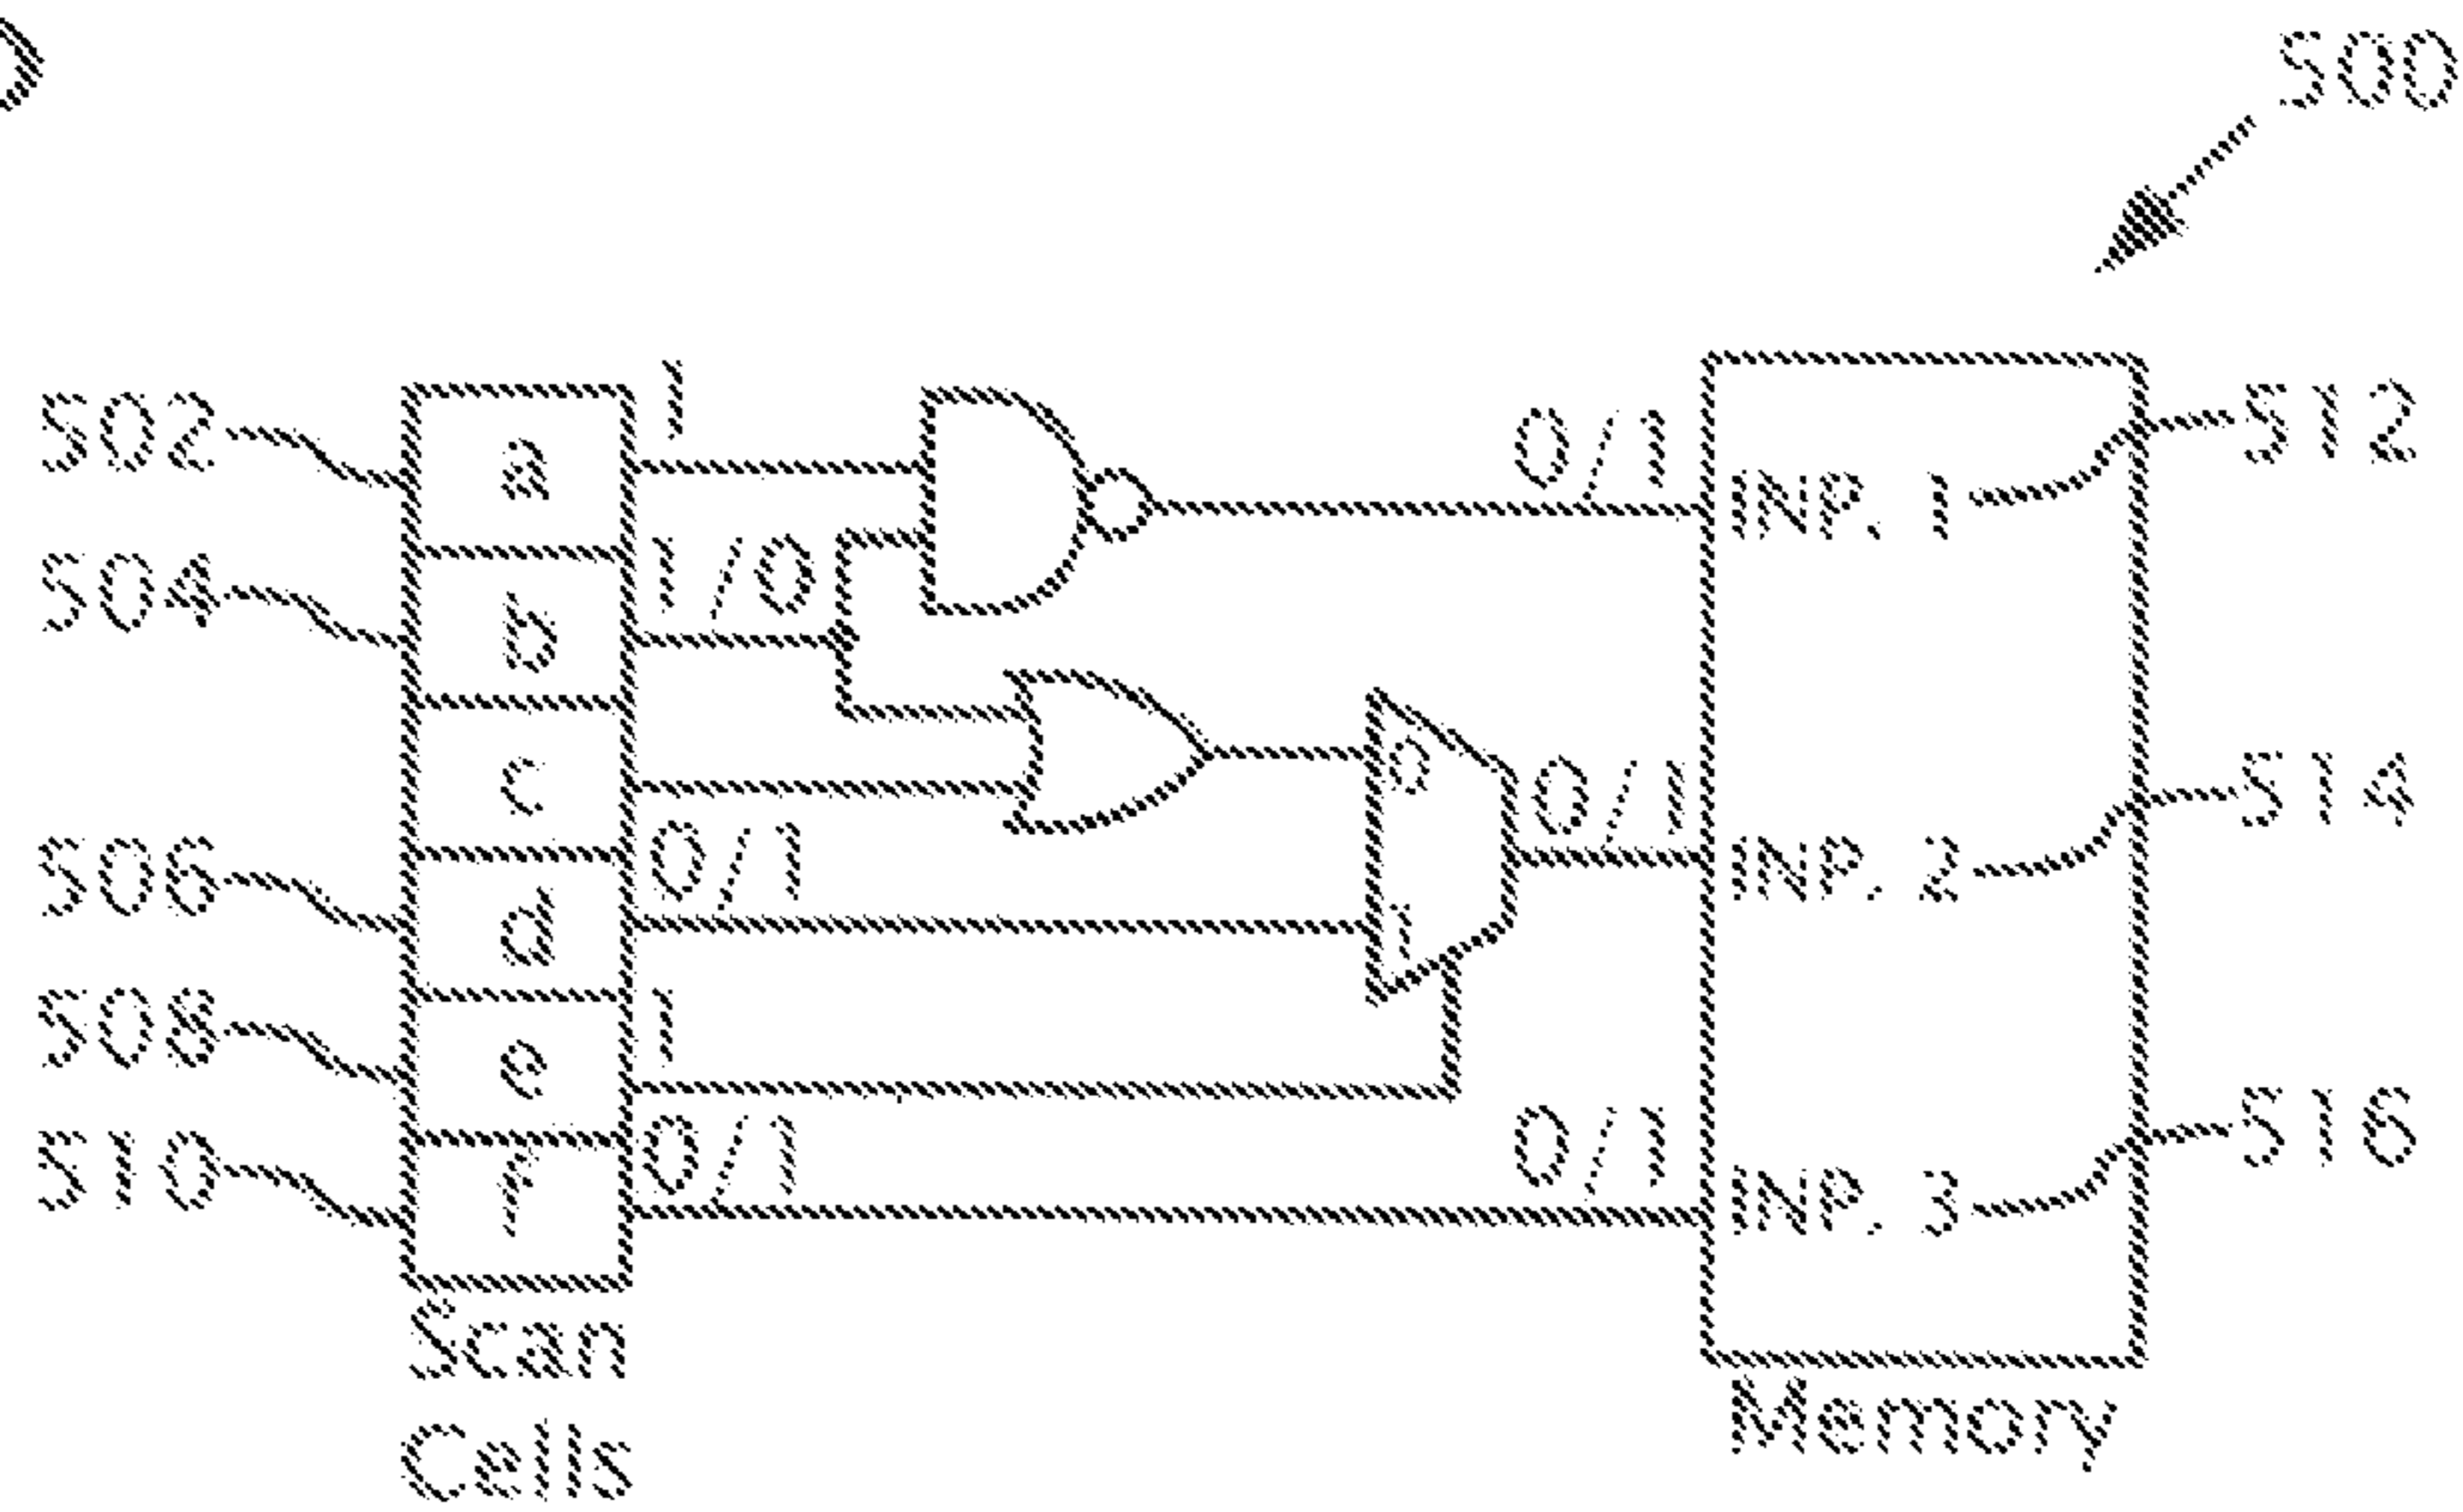 500
502 a 1 0/1 512
INP. 1
504 b 1/0
c 0 0/1 514
506 d 0/1 1 INP. 2
508 e 1
510 f 0/1 0/1 INP. 3 516
Scan
Cells
Memory